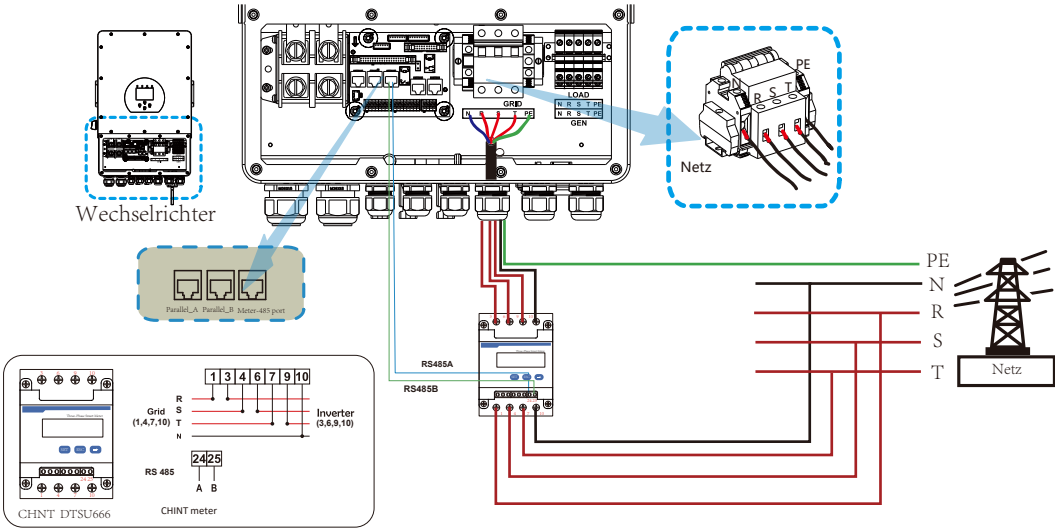 LOAD
GRID
N R S T PE
N R S T PE
N R S T PE
GEN
R S T
PE
Netz
Wechselrichter
Parallel_A Parallel_B Meter-485 port
PE
N
R
S
T
Netz
RS485A
RS485B
1 3 4 6 7 9 10
R
S
T
N
Grid
(1,4,7,10)
Inverter
(3,6,9,10)
24 25
RS 485
A B
24 25
CHNT DTSU666
CHINT meter